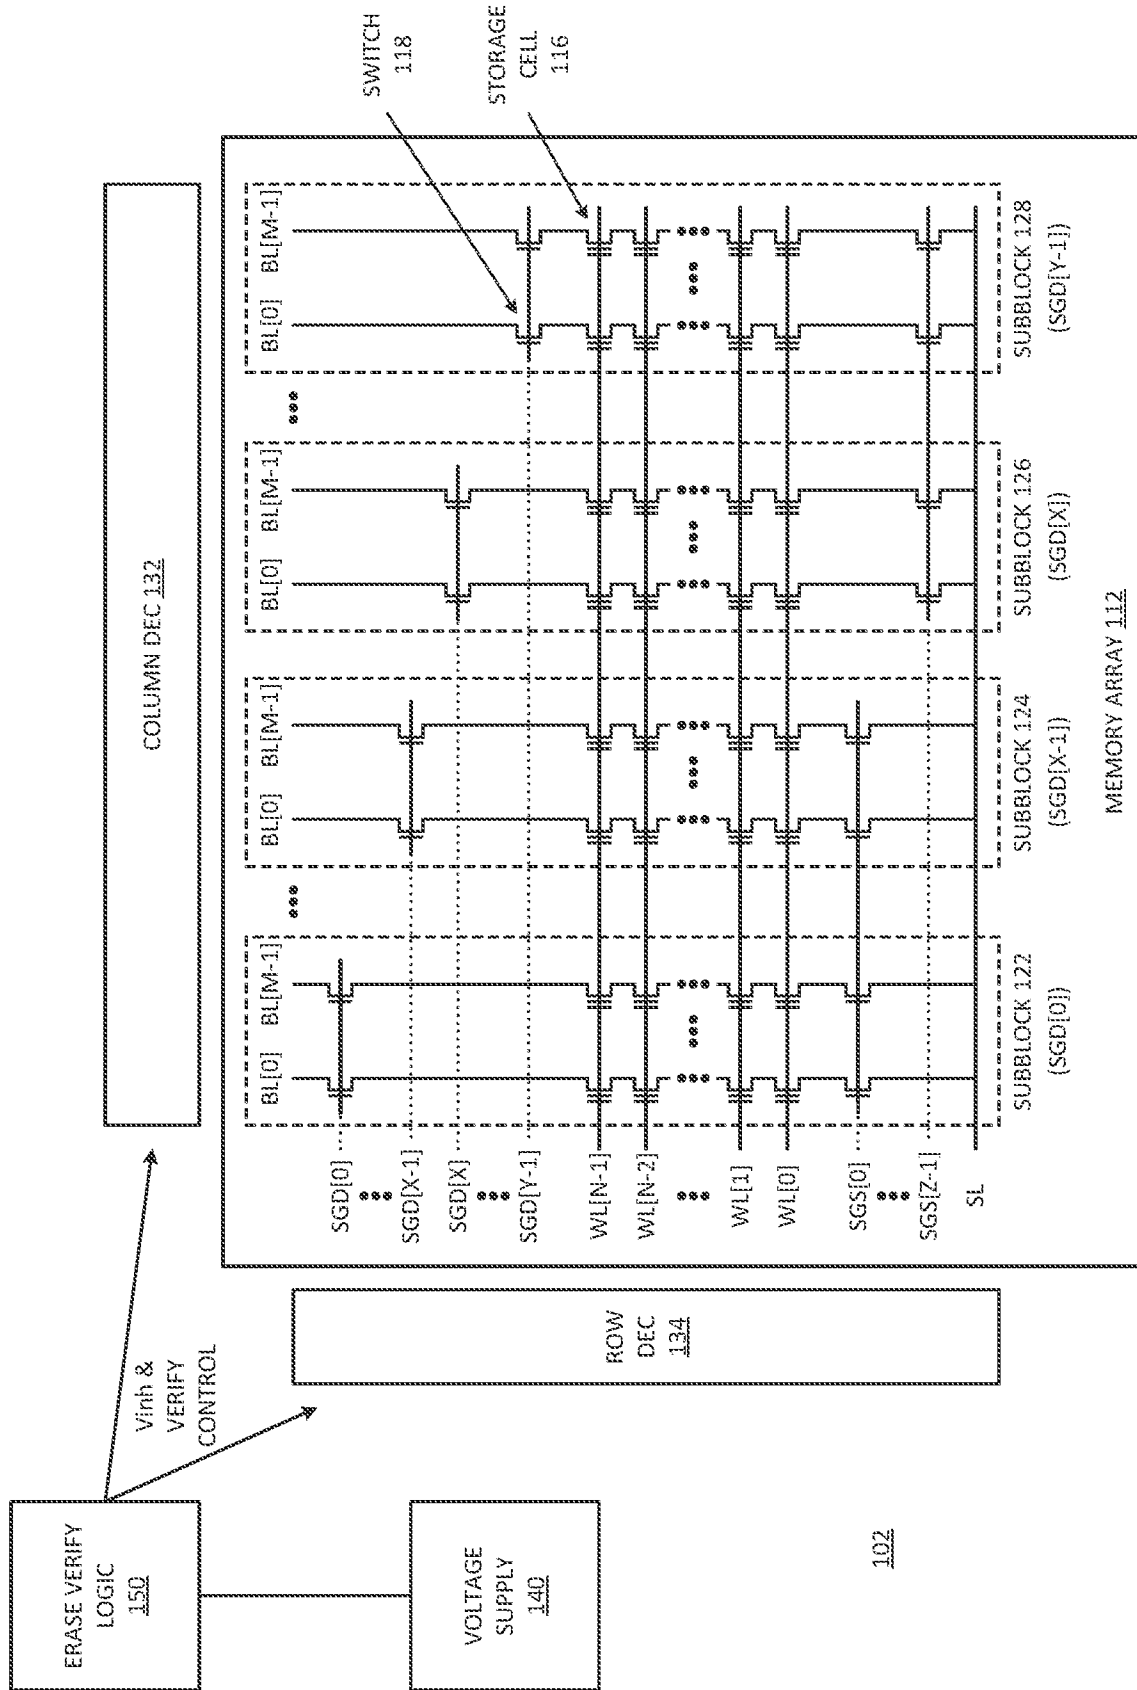 COLUMN DEC 132
SWITCH
118
STORAGE
CELL
116
BL[0] BL[M-1]
BL[0] BL[M-1]
BL[0] BL[M-1]
BL[0] BL[M-1]
ERASE VERIFY
LOGIC
150
Vinh &
VERIFY
CONTROL
VOLTAGE
SUPPLY
140
ROW
DEC
134
SGD[0]
SGD[X-1]
SGD[X]
SGD[Y-1]
WL[N-1]
WL[N-2]
WL[1]
WL[0]
SGS[0]
SGS[Z-1]
SL
SUBBLOCK 122
(SGD[0])
SUBBLOCK 124
(SGD[X-1])
SUBBLOCK 126
(SGD[X])
SUBBLOCK 128
(SGD[Y-1])
MEMORY ARRAY 112
102